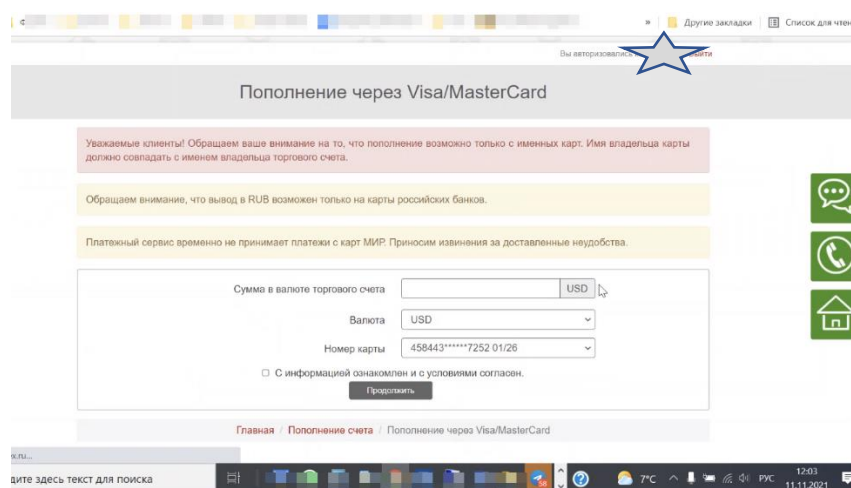 Другие закладки
Список для чтен
Вы авторизовались
Пополнение через Visa/MasterCard
Уважаемые клиенты! Обращаем ваше внимание на то, что пополнение возможно только с именных карт. Имя владельца карты
должно совпадать с именем владельца торгового счета.
Обращаем внимание, что вывод в RUB возможен только на карты российских банков.
Платежный сервис временно не принимает платежи с карт МИР. Приносим извинения за доставленные неудобства.
Сумма в валюте торгового счета USD
Валюта USD
Номер карты 458443******7252 01/26
С информацией ознакомлен и с условиями согласен.
Продолжить
Главная / Пополнение счета / Пополнение через Visa/MasterCard
x.ru...
дите здесь текст для поиска
58
7°C
РУС
12:03
11.11.2021